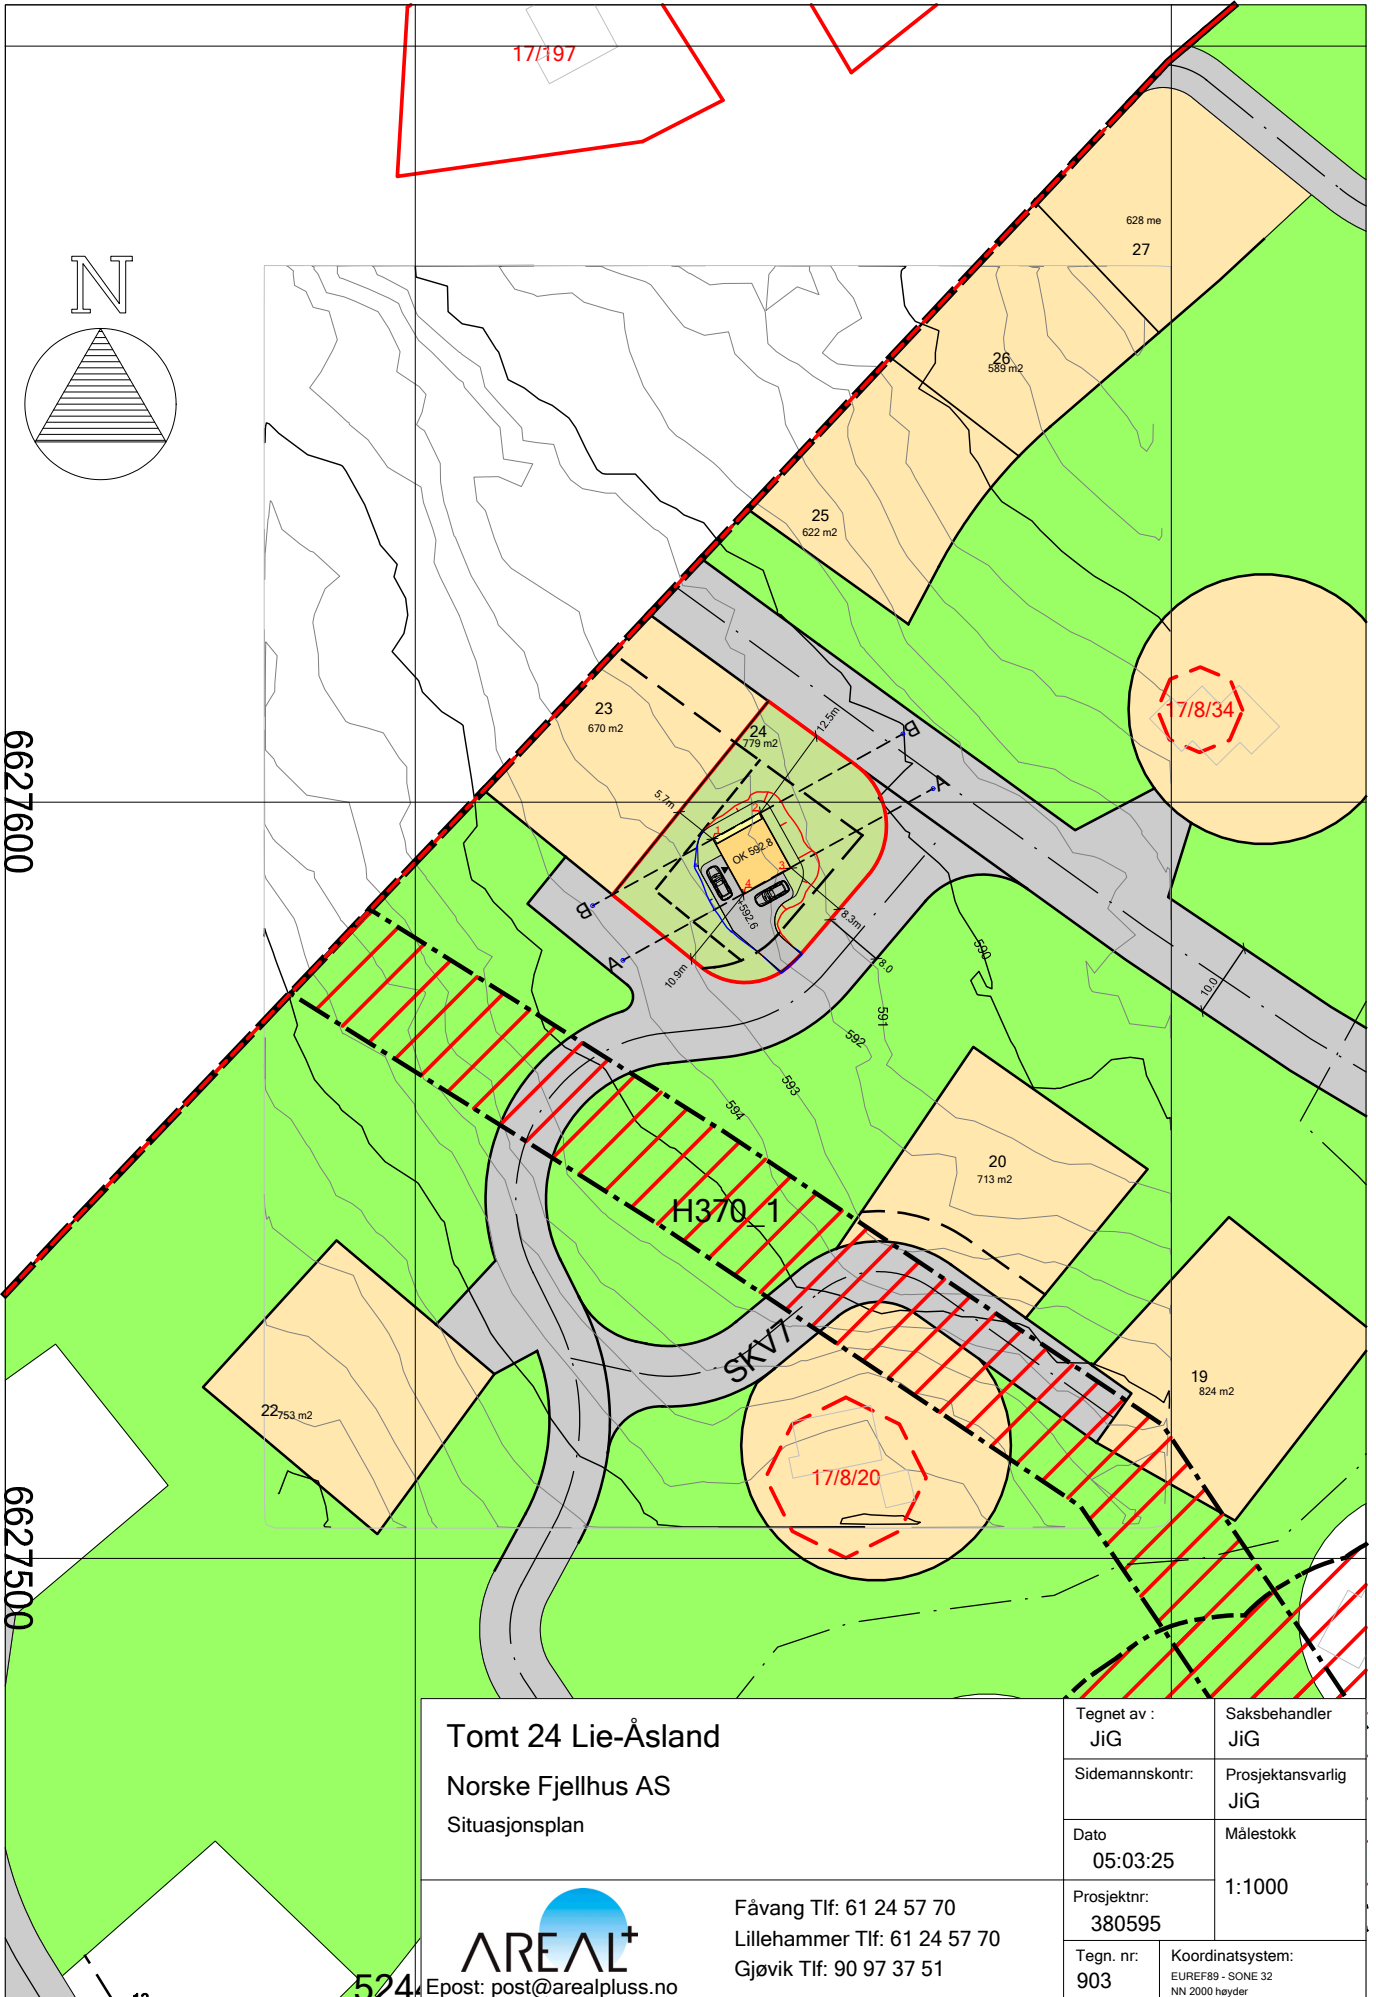 17/197
N
628 me
27
26
589 m2
25
622 m2
17/8/34
23
670 m2
24
779 m2
12.5m
B
A
5.7m
1
2
3
4
OK 592.8
+592.6
8.3m
8.0
10.9m
B
A
6627600
590
591
592
593
594
10.0
20
713 m2
H370_1
SKV7
19
824 m2
22
753 m2
17/8/20
6627500
Tomt 24 Lie-Åsland
Norske Fjellhus AS
Situasjonsplan
Tegnet av :
JiG
Saksbehandler
JiG
Sidemannskontr:
Prosjektansvarlig
JiG
Dato
05:03:25
Målestokk
1:1000
Prosjektnr:
380595
Tegn. nr:
903
Koordinatsystem:
EUREF89 - SONE 32
NN 2000 høyder
AREAL+
Epost: post@arealpluss.no
Fåvang Tlf: 61 24 57 70
Lillehammer Tlf: 61 24 57 70
Gjøvik Tlf: 90 97 37 51